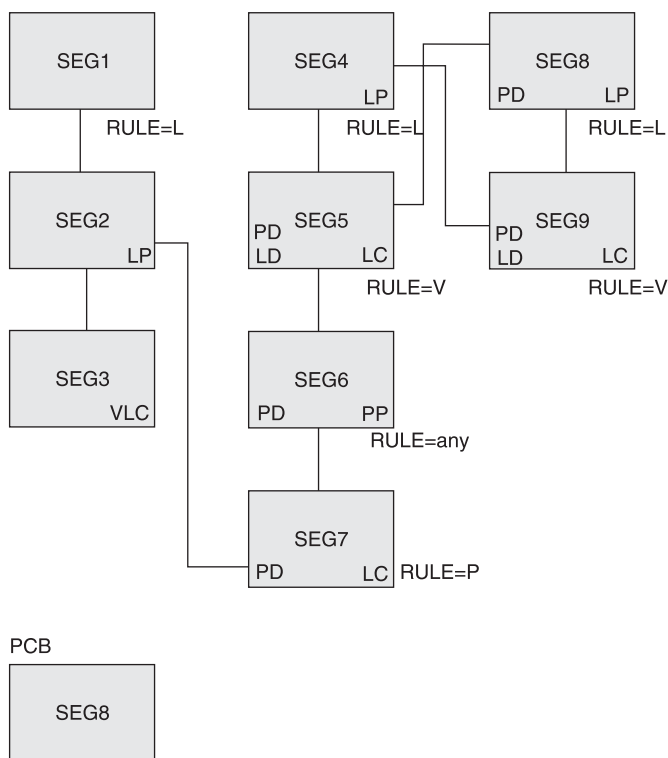 SEG1
RULE=L
SEG2
LP
SEG3
VLC
SEG4
LP
RULE=L
SEG5
PD
LD LC
RULE=V
SEG6
PD PP
RULE=any
SEG7
PD LC RULE=P
SEG8
PD LP
RULE=L
SEG9
PD
LD LC
RULE=V
PCB
SEG8